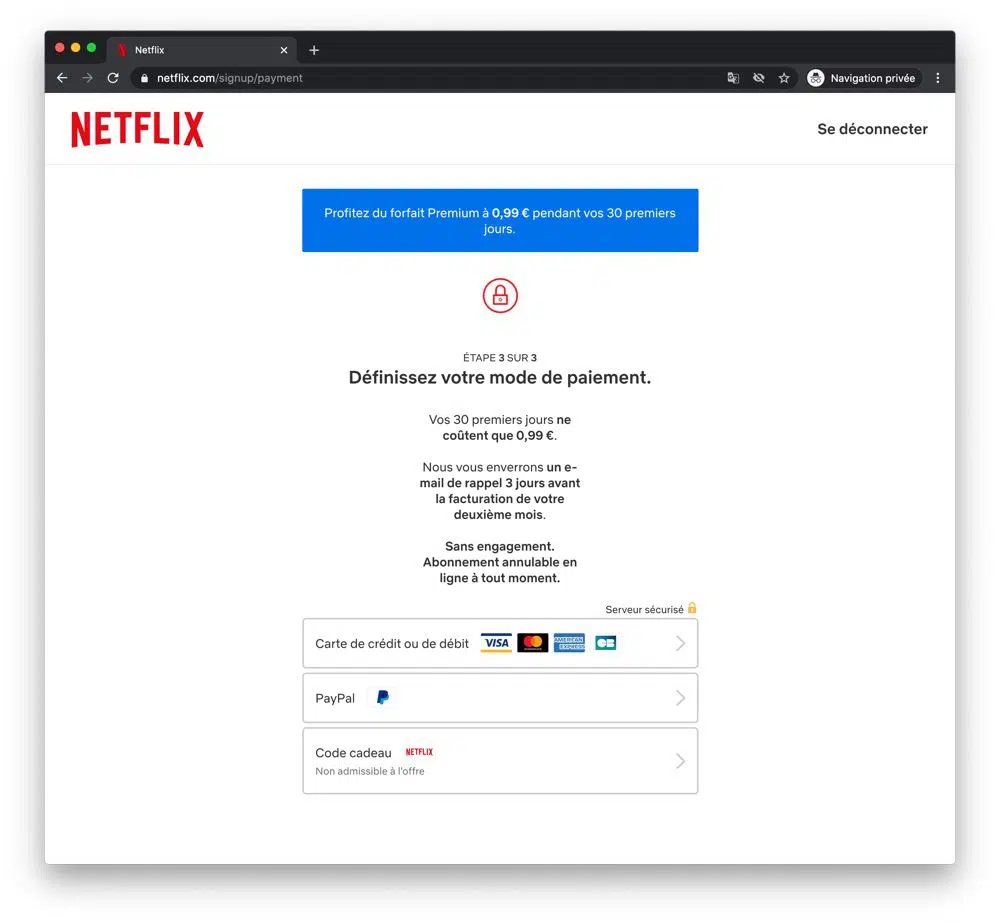 Netflix
netflix.com/signup/payment
Navigation privée
NETFLIX
Se déconnecter
Profitez du forfait Premium à 0,99 € pendant vos 30 premiers
jours.
ÉTAPE 3 SUR 3
Définissez votre mode de paiement.
Vos 30 premiers jours ne
coûtent que 0,99 €.
Nous vous enverrons un e-
mail de rappel 3 jours avant
la facturation de votre
deuxième mois.
Sans engagement.
Abonnement annulable en
ligne à tout moment.
Serveur sécurisé
Carte de crédit ou de débit VISA AMERICAN EXPRESS CB
PayPal
Code cadeau NETFLIX
Non admissible à l'offre